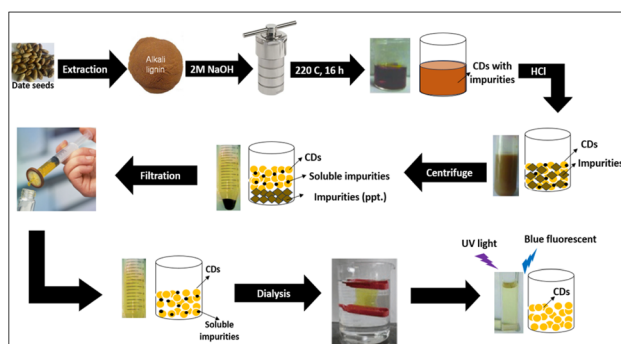 Date seeds
Extraction
Alkali
lignin
2M NaOH
220 C, 16 h
CDs with
impurities
HCl
CDs
Impurities
Centrifuge
CDs
Soluble impurities
Impurities (ppt.)
Filtration
CDs
Soluble
impurities
Dialysis
UV light
Blue fluorescent
CDs